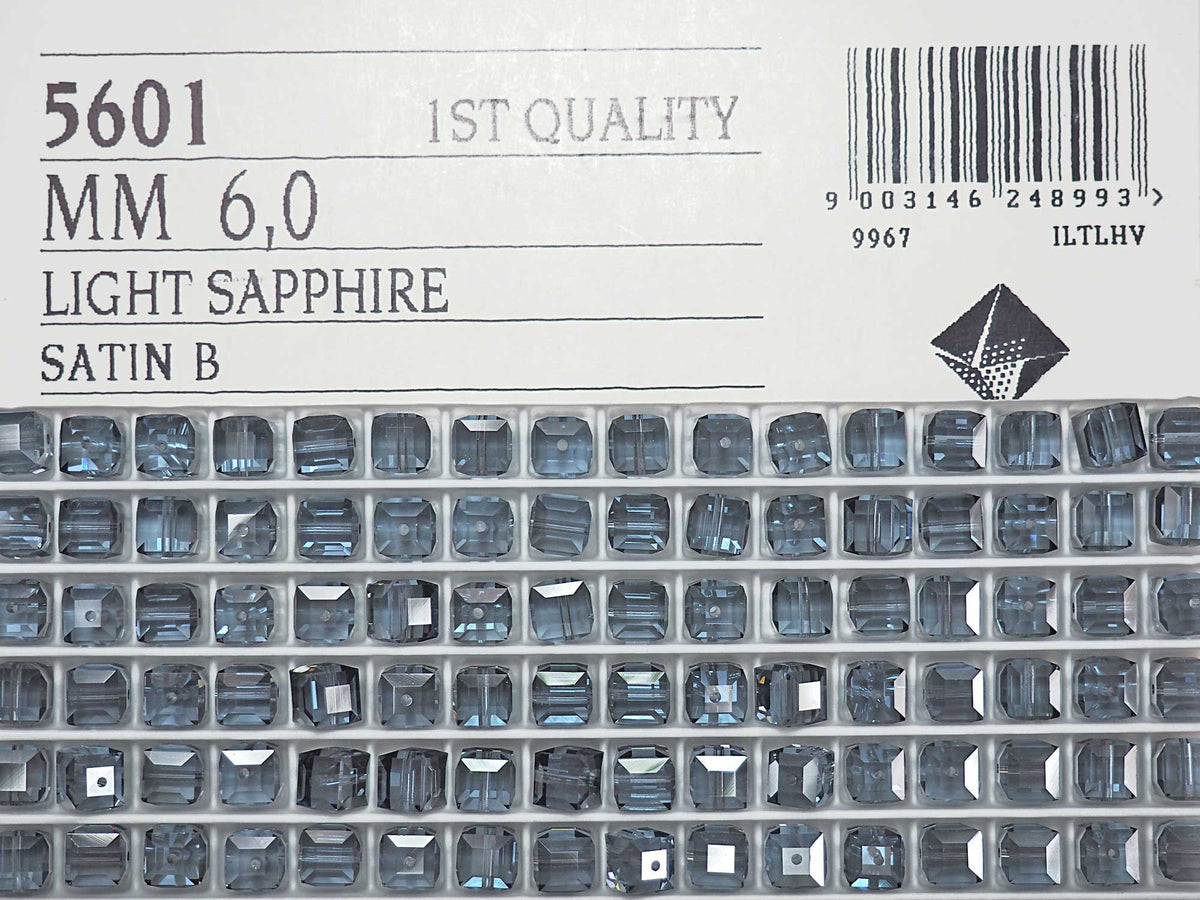 5601 1ST QUALITY
MM 6,0
LIGHT SAPPHIRE
SATIN B
9 003146 248993 >
9967 ILTLHV